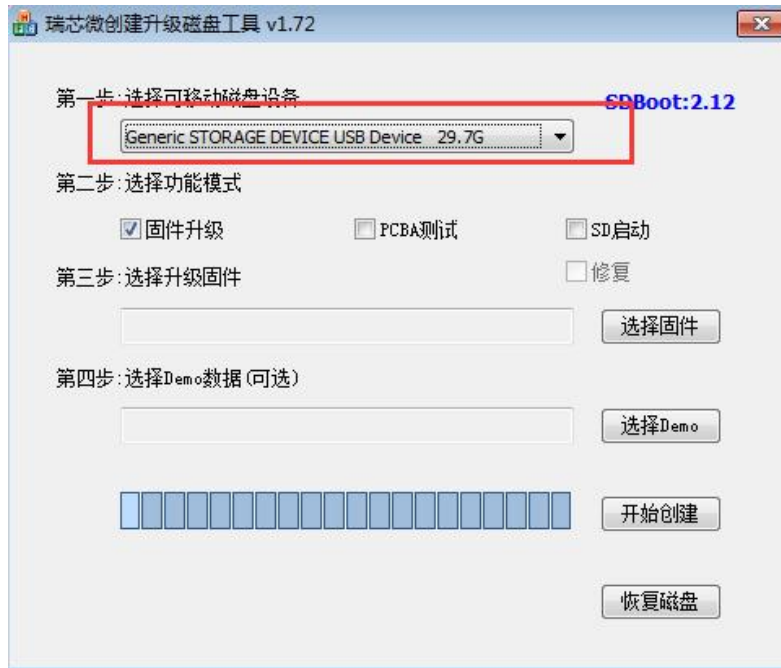 瑞芯微创建升级磁盘工具 v1.72
第一步:选择可移动磁盘设备
SDBoot:2.12
Generic STORAGE DEVICE USB Device 29.7G
第二步:选择功能模式
固件升级 PCBA测试 SD启动
第三步:选择升级固件 修复
选择固件
第四步:选择Demo数据(可选)
选择Demo
开始创建
恢复磁盘